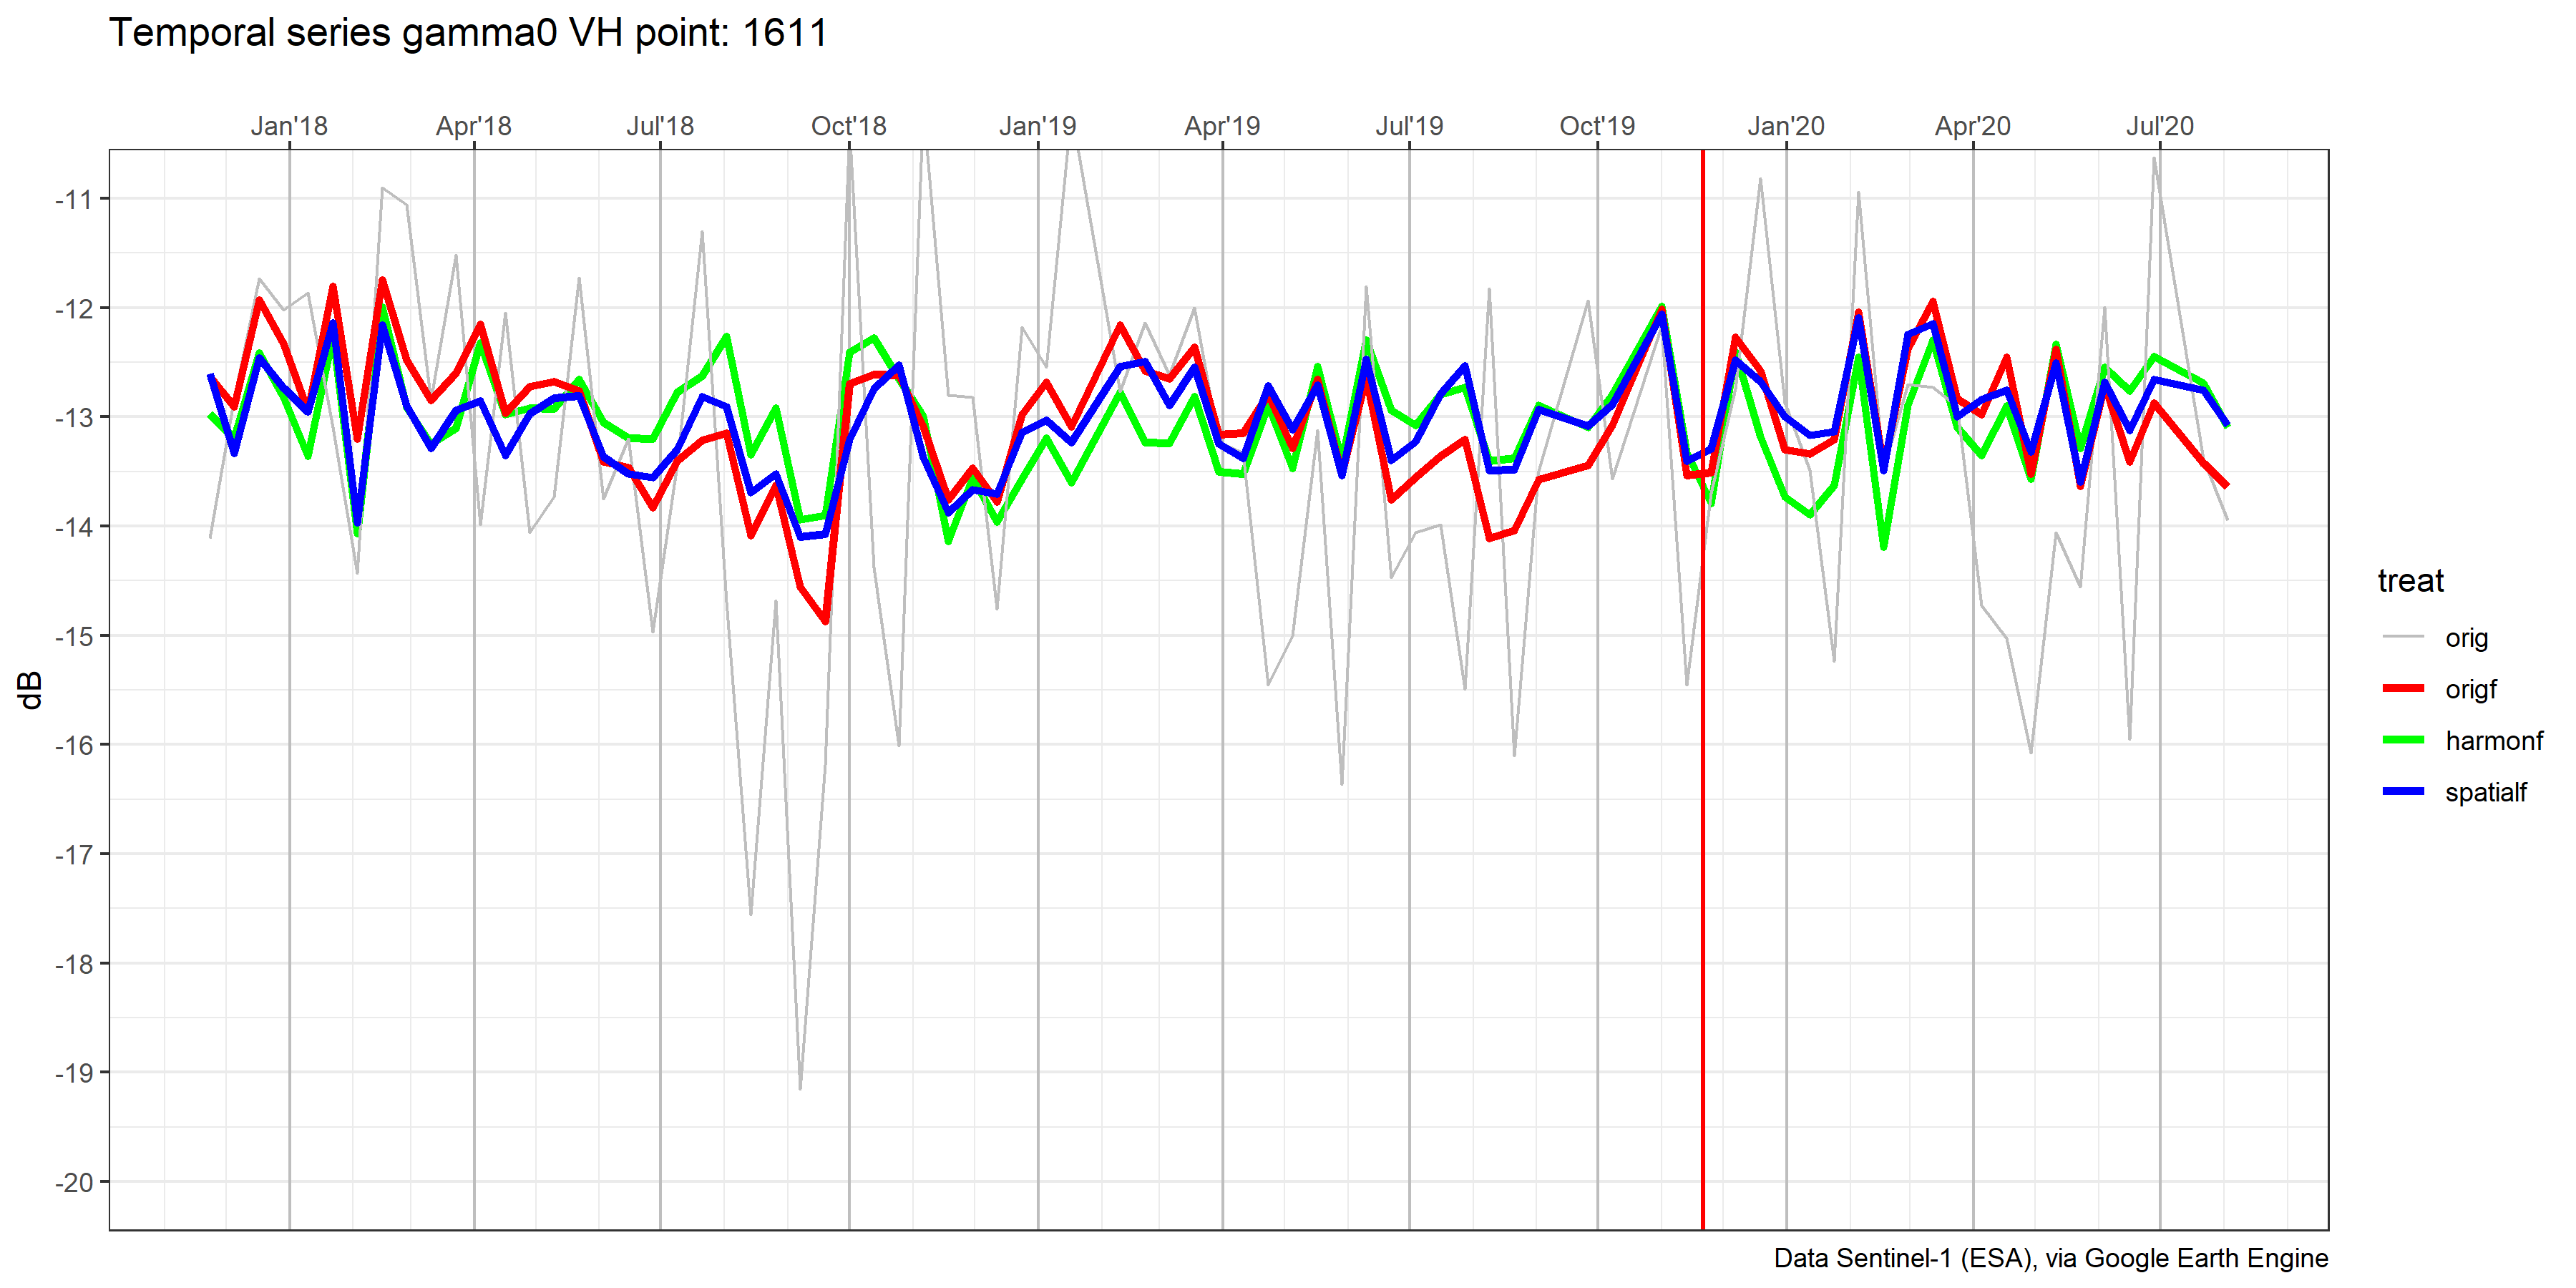 Temporal series gamma0 VH point: 1611
Jan'18 Apr'18 Jul'18 Oct'18 Jan'19 Apr'19 Jul'19 Oct'19 Jan'20 Apr'20 Jul'20
-11
-12
-13
-14
-15
-16
-17
-18
-19
-20
dB
treat
orig
origf
harmonf
spatialf
Data Sentinel-1 (ESA), via Google Earth Engine